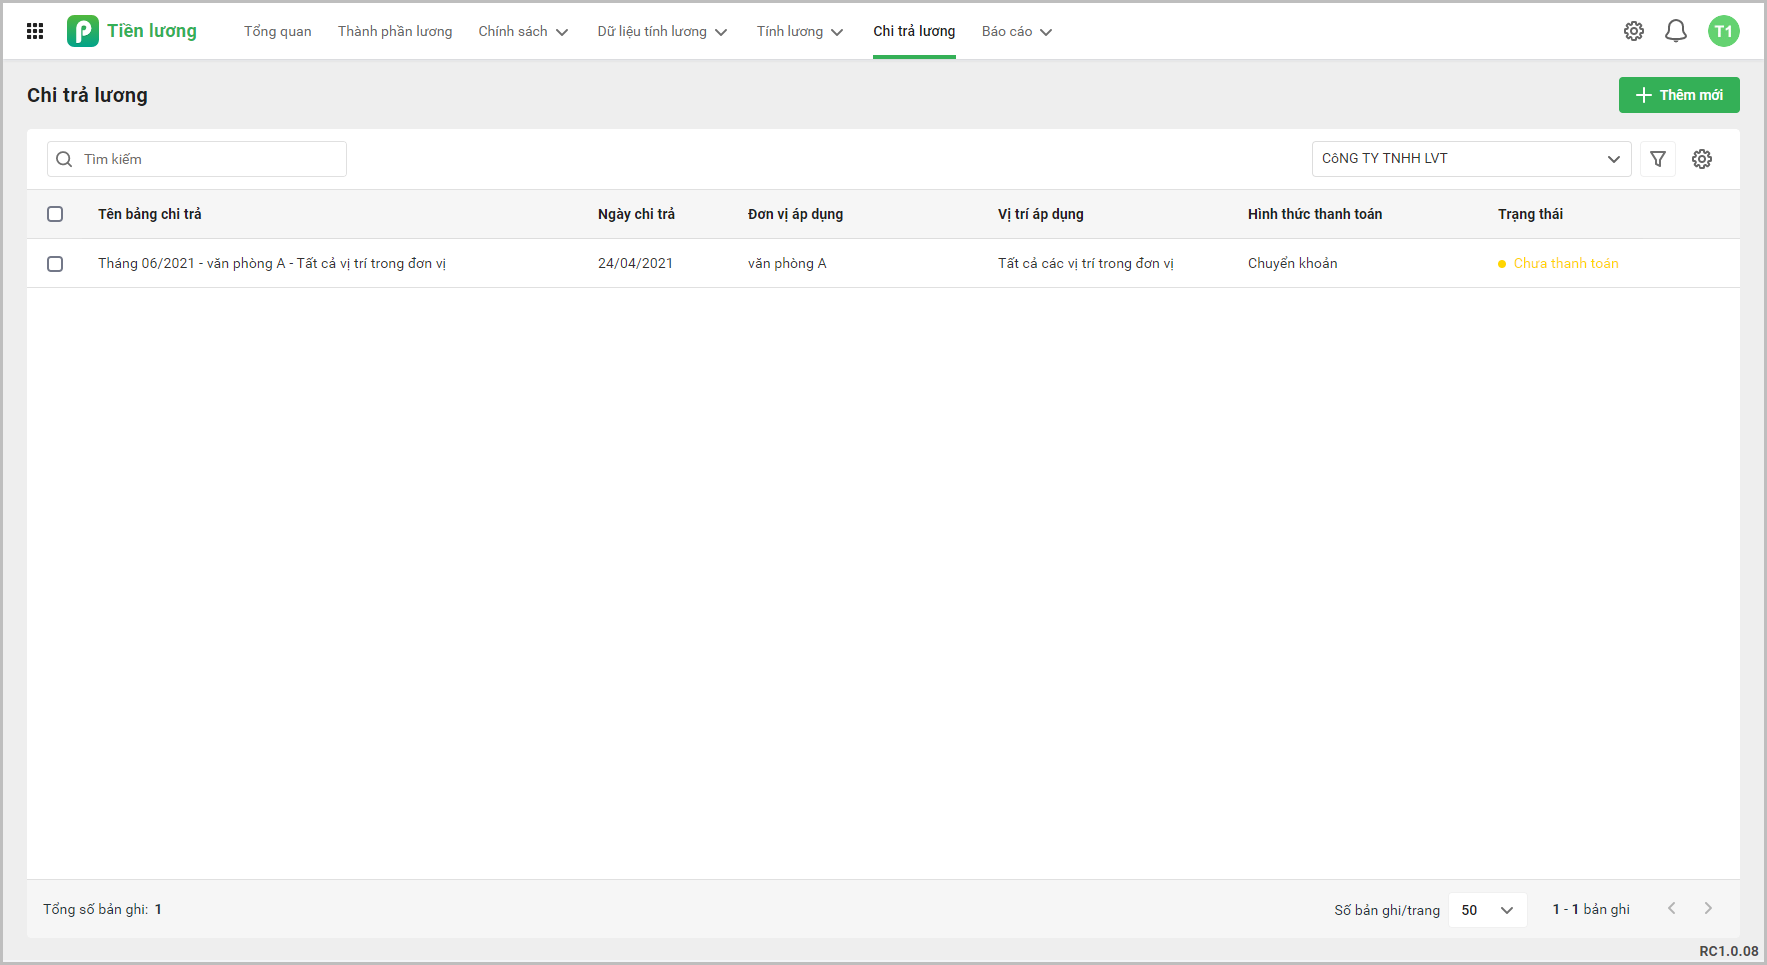 Tiền lương Tổng quan Thành phần lương Chính sách Dữ liệu tính lương Tính lương Chi trả lương Báo cáo T1
Chi trả lương Thêm mới
Tìm kiếm CôNG TY TNHH LVT
Tên bảng chi trả Ngày chi trả Đơn vị áp dụng Vị trí áp dụng Hình thức thanh toán Trạng thái
Tháng 06/2021 - văn phòng A - Tất cả vị trí trong đơn vị 24/04/2021 văn phòng A Tất cả các vị trí trong đơn vị Chuyển khoản Chưa thanh toán
Tổng số bản ghi: 1 Số bản ghi/trang 50 1 - 1 bản ghi
RC1.0.08